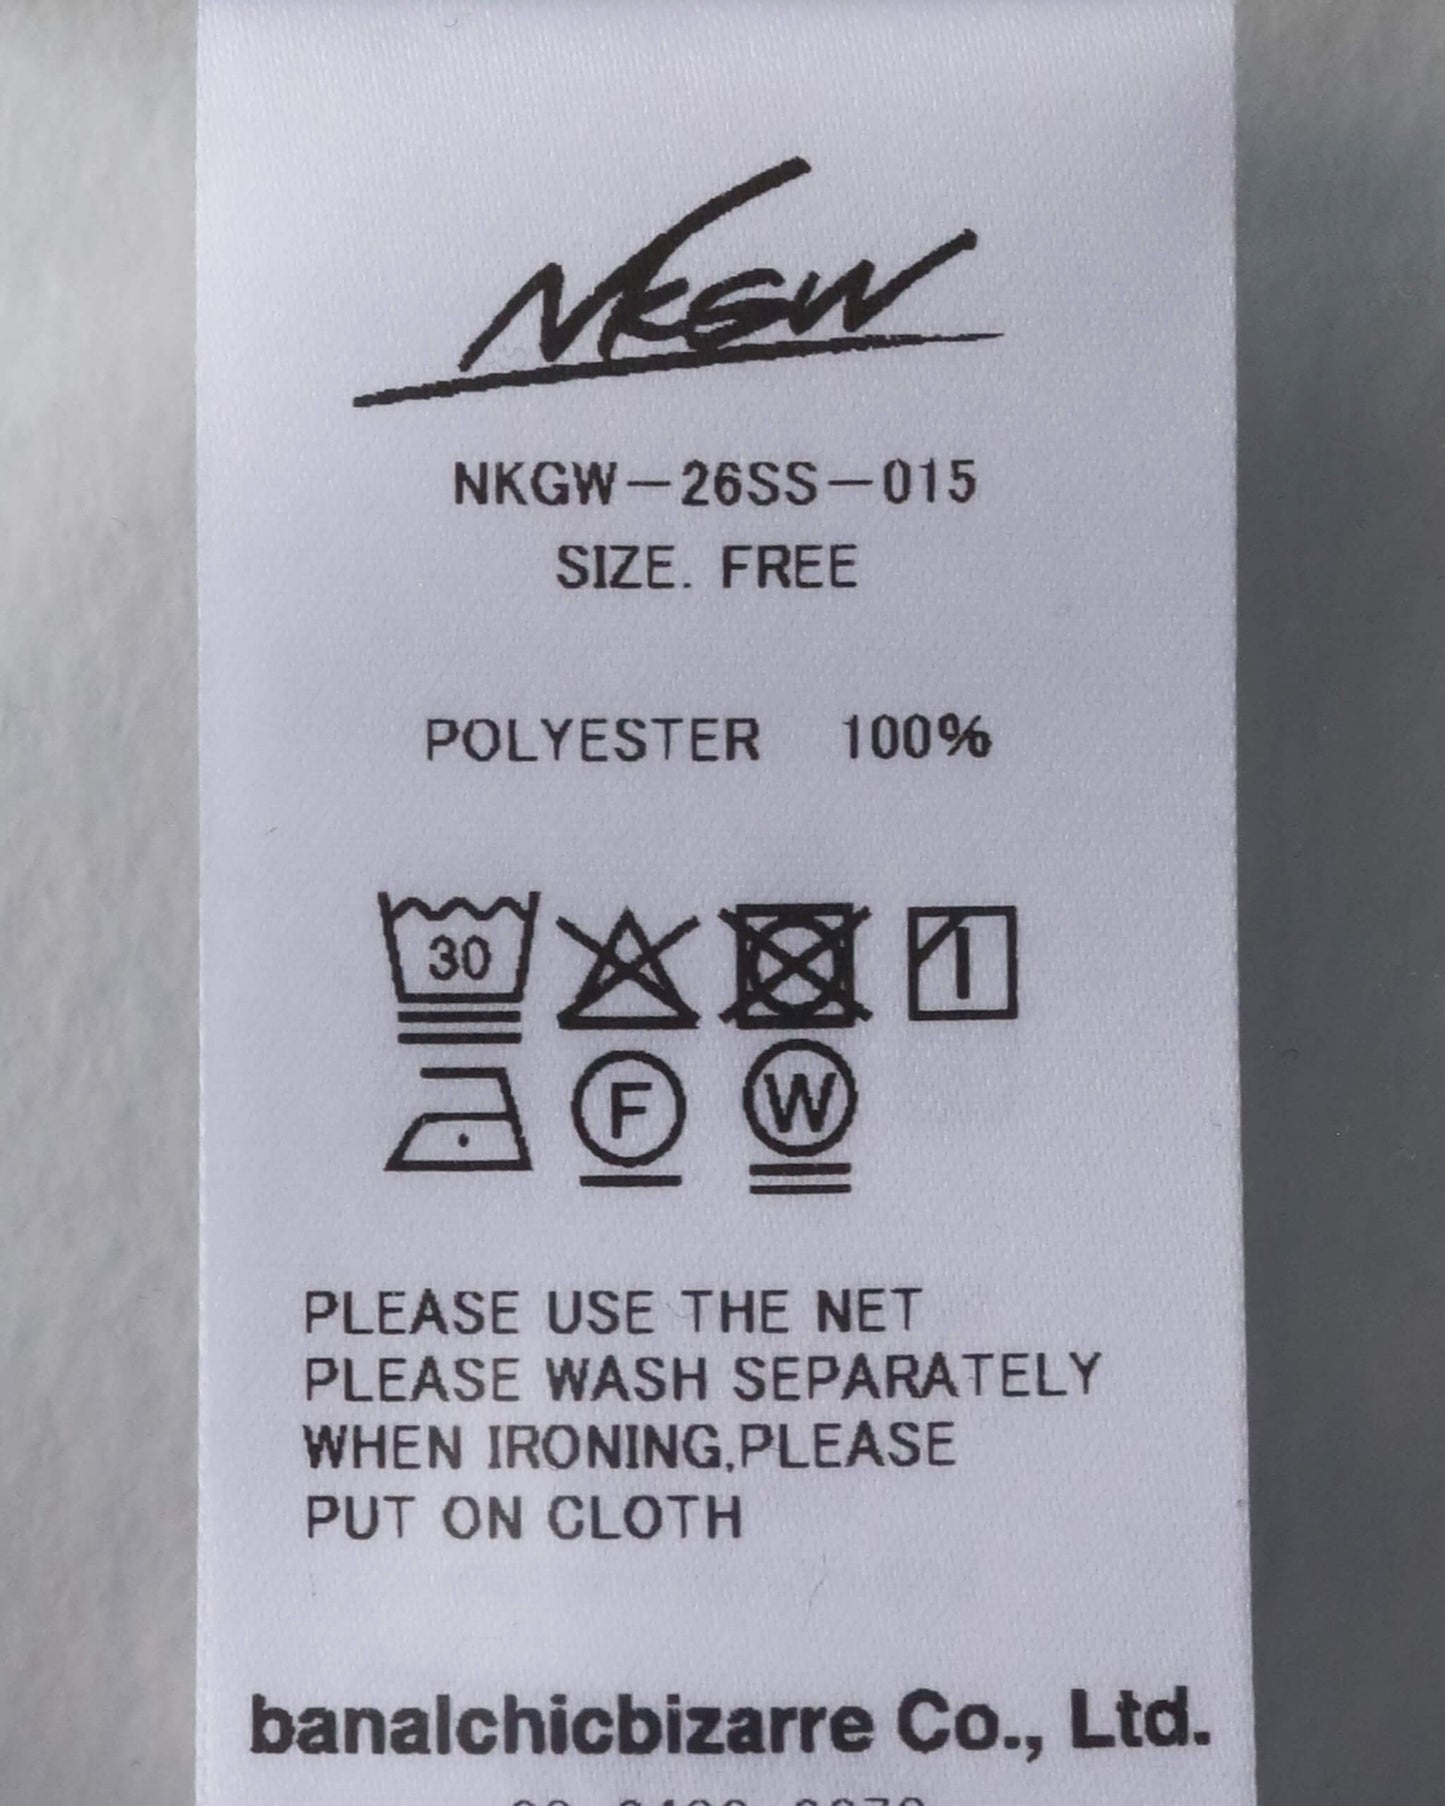 NKGW
NKGW-26SS-015
SIZE. FREE
POLYESTER 100%
30
F W
PLEASE USE THE NET
PLEASE WASH SEPARATELY
WHEN IRONING,PLEASE
PUT ON CLOTH
banalchicbizarre Co., Ltd.